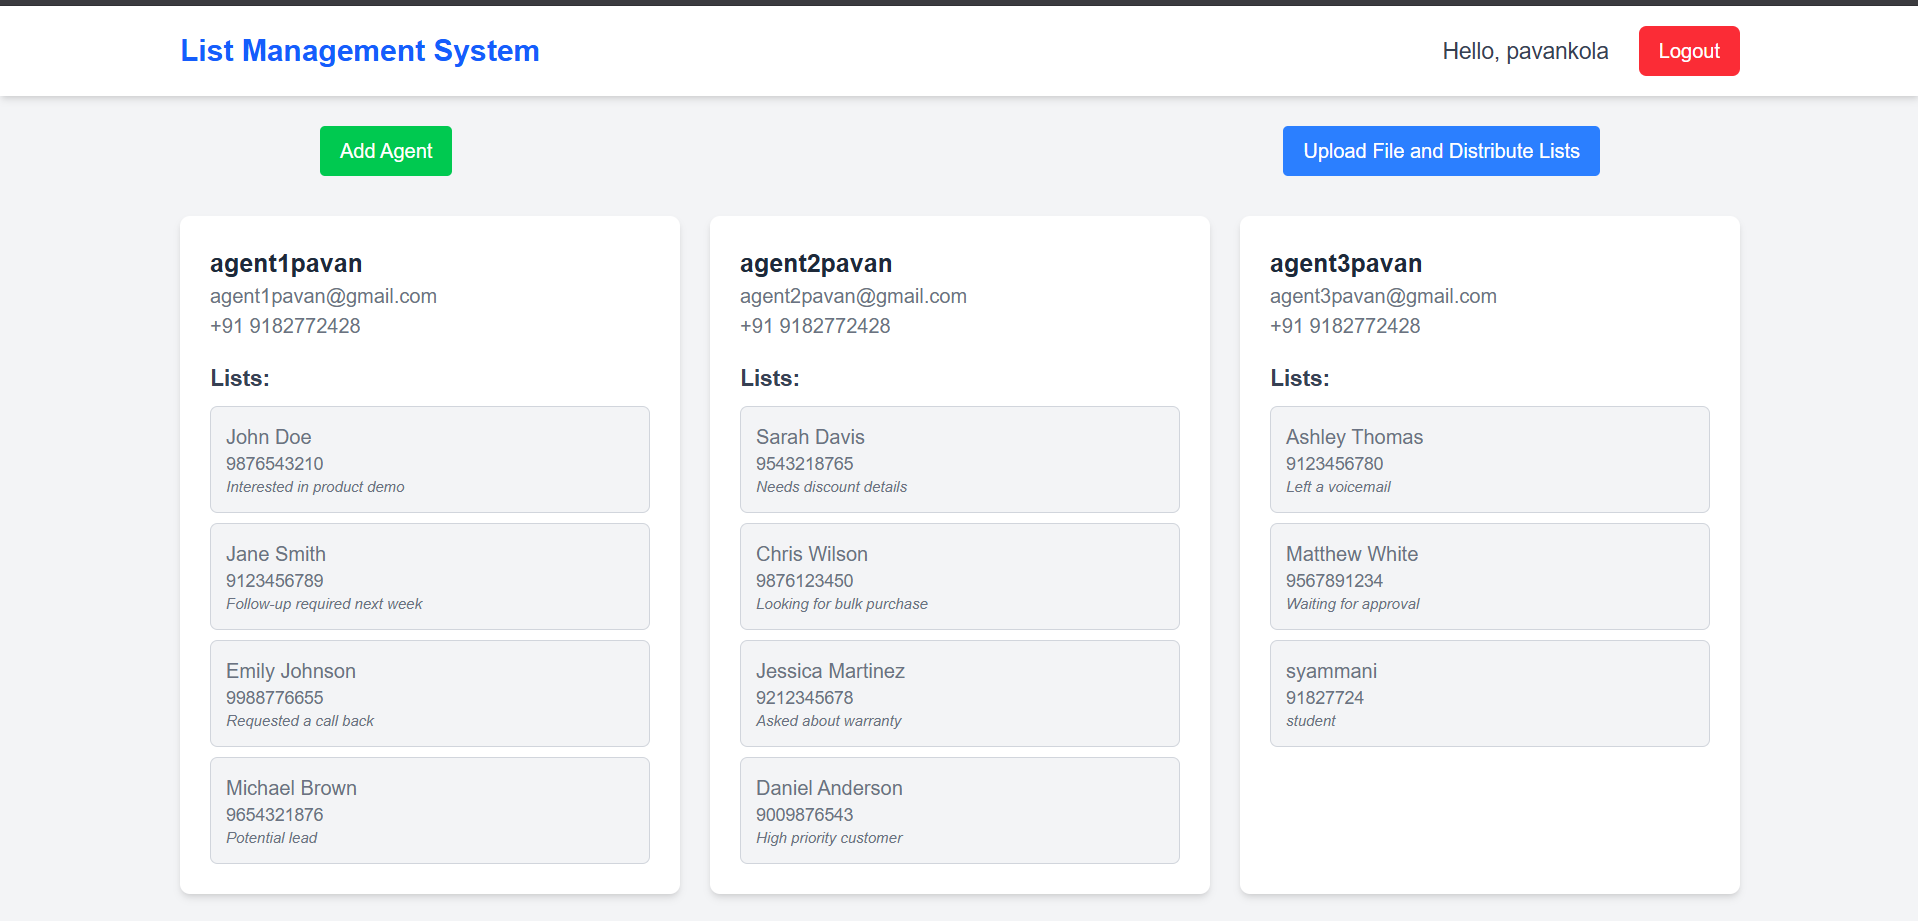 List Management System
Hello, pavankola
Logout
Add Agent
Upload File and Distribute Lists
agent1pavan
agent1pavan@gmail.com
+91 9182772428
Lists:
John Doe
9876543210
Interested in product demo
Jane Smith
9123456789
Follow-up required next week
Emily Johnson
9988776655
Requested a call back
Michael Brown
9654321876
Potential lead
agent2pavan
agent2pavan@gmail.com
+91 9182772428
Lists:
Sarah Davis
9543218765
Needs discount details
Chris Wilson
9876123450
Looking for bulk purchase
Jessica Martinez
9212345678
Asked about warranty
Daniel Anderson
9009876543
High priority customer
agent3pavan
agent3pavan@gmail.com
+91 9182772428
Lists:
Ashley Thomas
9123456780
Left a voicemail
Matthew White
9567891234
Waiting for approval
syammani
91827724
student